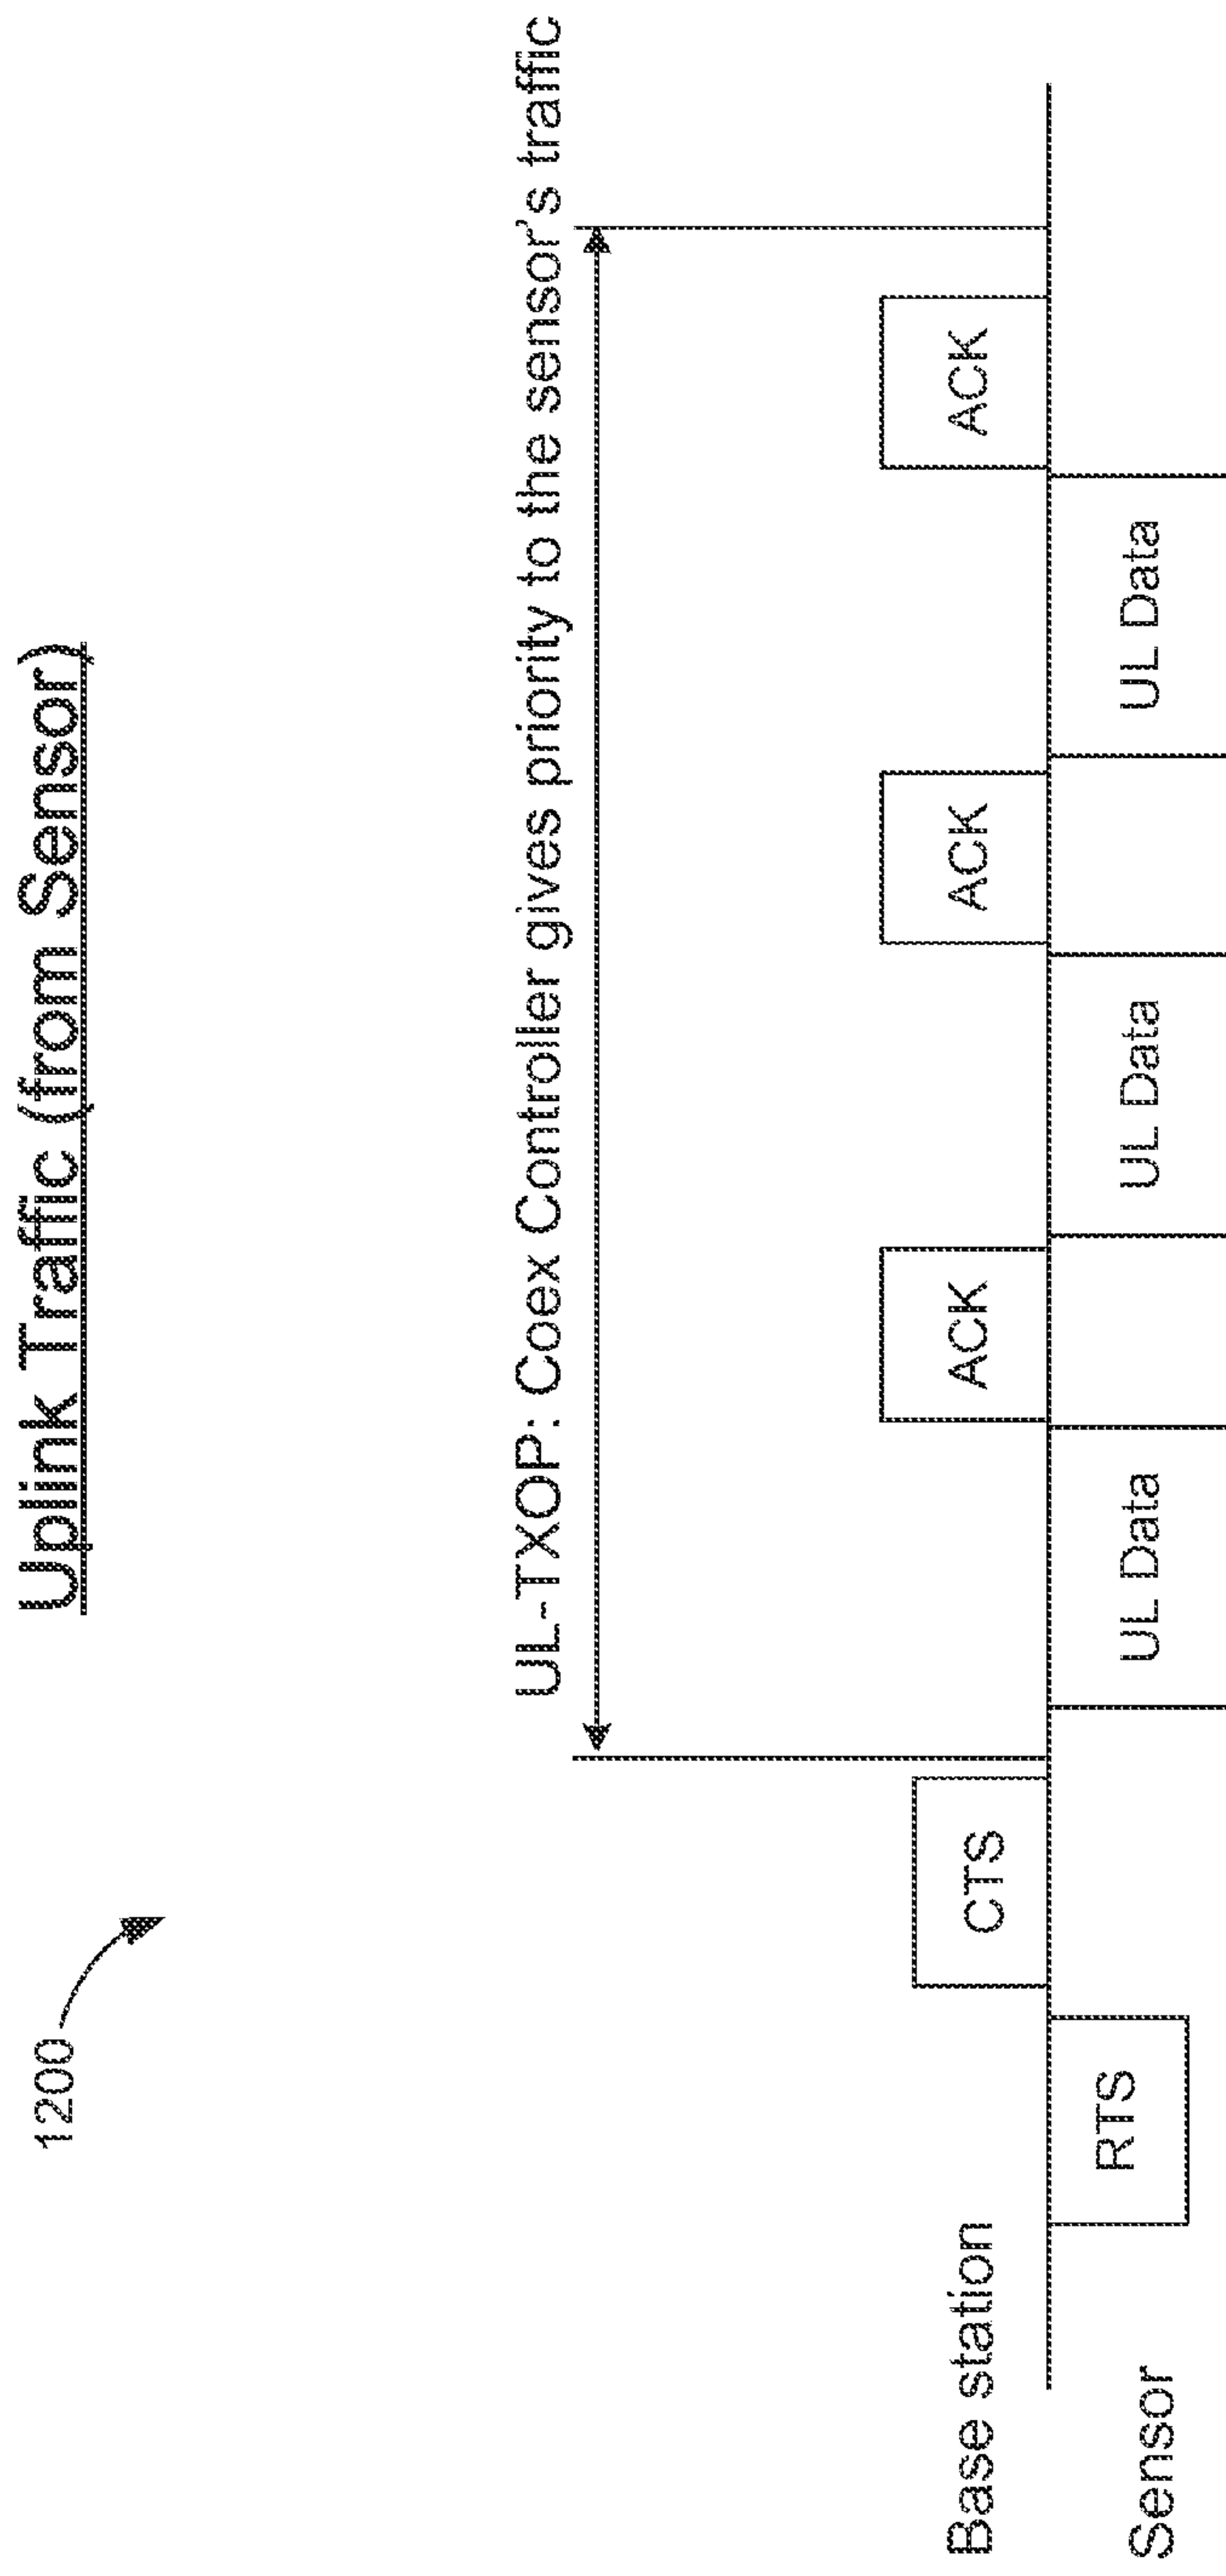 1200
Uplink Traffic (from Sensor)
UL-TXOP: Coex Controller gives priority to the sensor's traffic
Base station
CTS
ACK
ACK
ACK
Sensor
RTS
UL Data
UL Data
UL Data